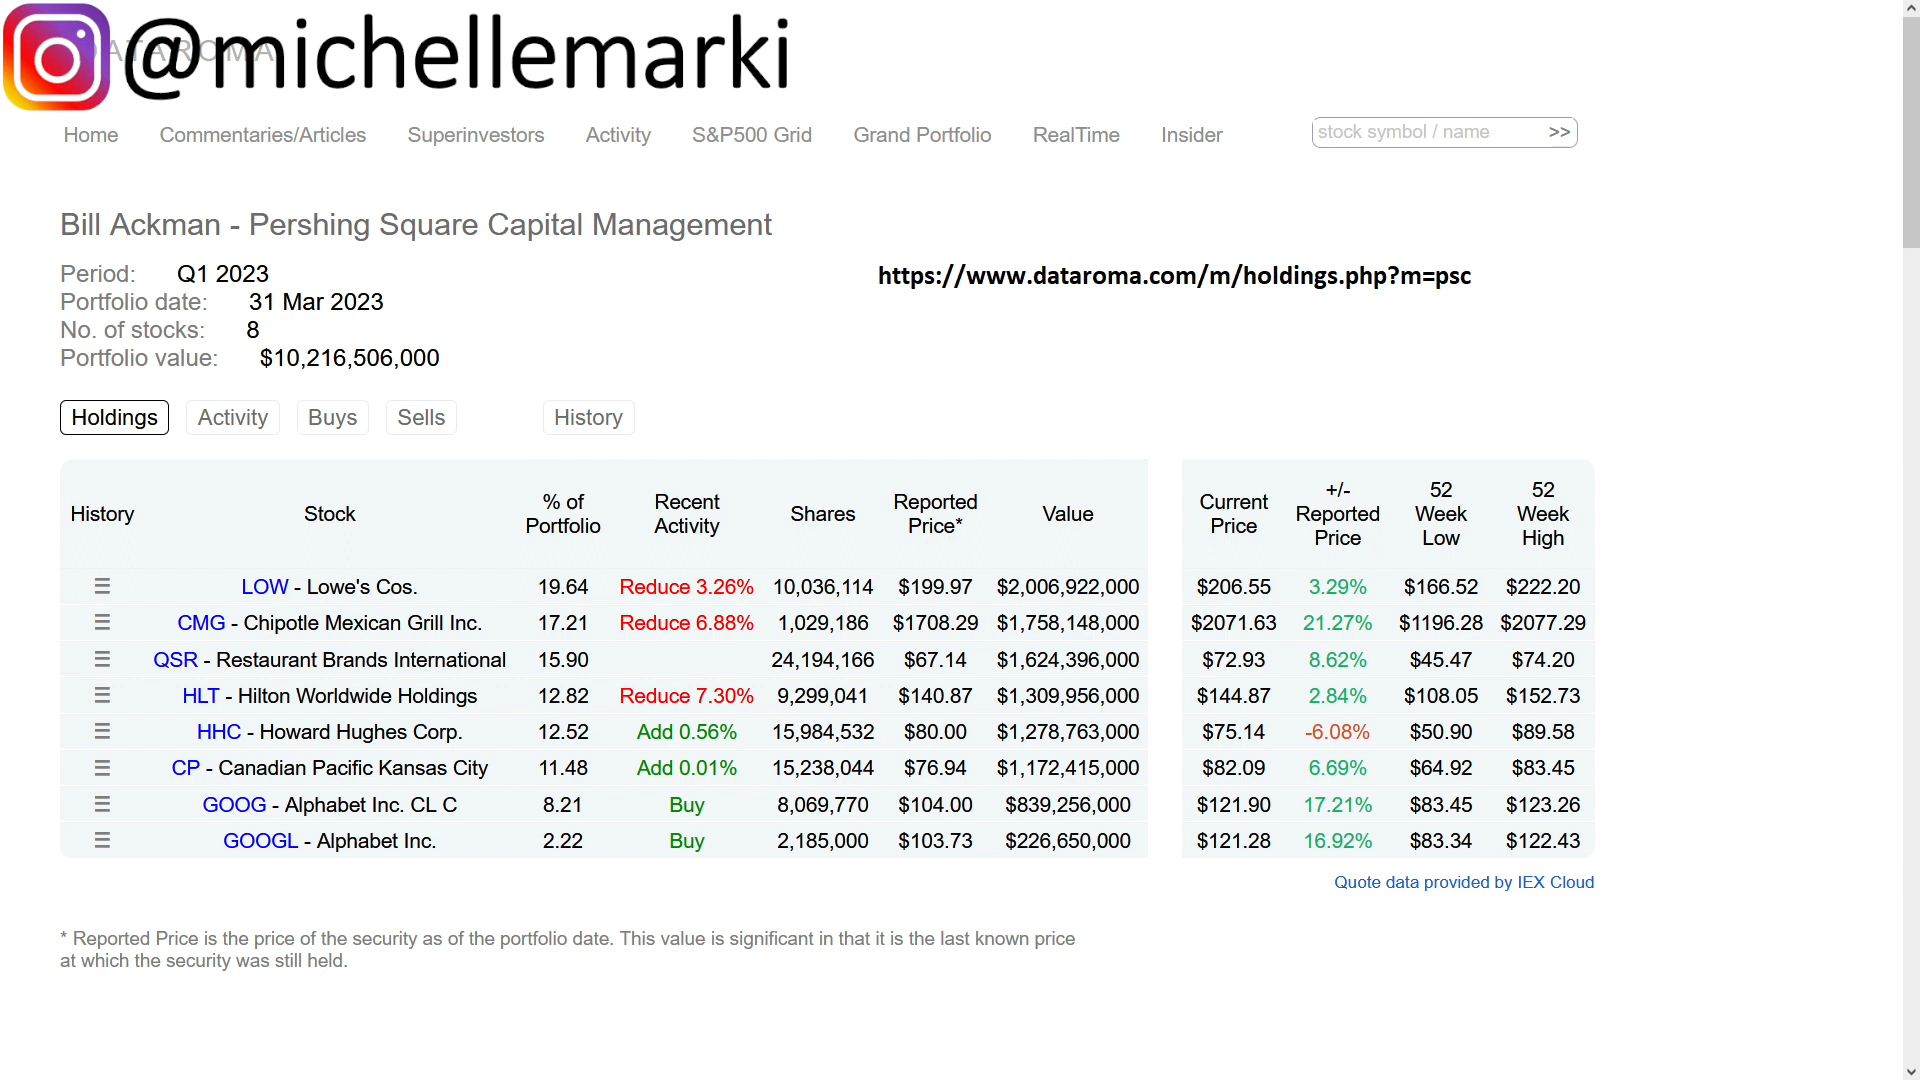 DATAROMA
@michellemarki
Home Commentaries/Articles Superinvestors Activity S&P500 Grid Grand Portfolio RealTime Insider stock symbol / name >>
Bill Ackman - Pershing Square Capital Management
Period: Q1 2023
https://www.dataroma.com/m/holdings.php?m=psc
Portfolio date: 31 Mar 2023
No. of stocks: 8
Portfolio value: $10,216,506,000
Holdings Activity Buys Sells History
History Stock % of Portfolio Recent Activity Shares Reported Price* Value Current Price +/- Reported Price 52 Week Low 52 Week High
LOW - Lowe's Cos. 19.64 Reduce 3.26% 10,036,114 $199.97 $2,006,922,000 $206.55 3.29% $166.52 $222.20
CMG - Chipotle Mexican Grill Inc. 17.21 Reduce 6.88% 1,029,186 $1708.29 $1,758,148,000 $2071.63 21.27% $1196.28 $2077.29
QSR - Restaurant Brands International 15.90 24,194,166 $67.14 $1,624,396,000 $72.93 8.62% $45.47 $74.20
HLT - Hilton Worldwide Holdings 12.82 Reduce 7.30% 9,299,041 $140.87 $1,309,956,000 $144.87 2.84% $108.05 $152.73
HHC - Howard Hughes Corp. 12.52 Add 0.56% 15,984,532 $80.00 $1,278,763,000 $75.14 -6.08% $50.90 $89.58
CP - Canadian Pacific Kansas City 11.48 Add 0.01% 15,238,044 $76.94 $1,172,415,000 $82.09 6.69% $64.92 $83.45
GOOG - Alphabet Inc. CL C 8.21 Buy 8,069,770 $104.00 $839,256,000 $121.90 17.21% $83.45 $123.26
GOOGL - Alphabet Inc. 2.22 Buy 2,185,000 $103.73 $226,650,000 $121.28 16.92% $83.34 $122.43
Quote data provided by IEX Cloud
* Reported Price is the price of the security as of the portfolio date. This value is significant in that it is the last known price
at which the security was still held.